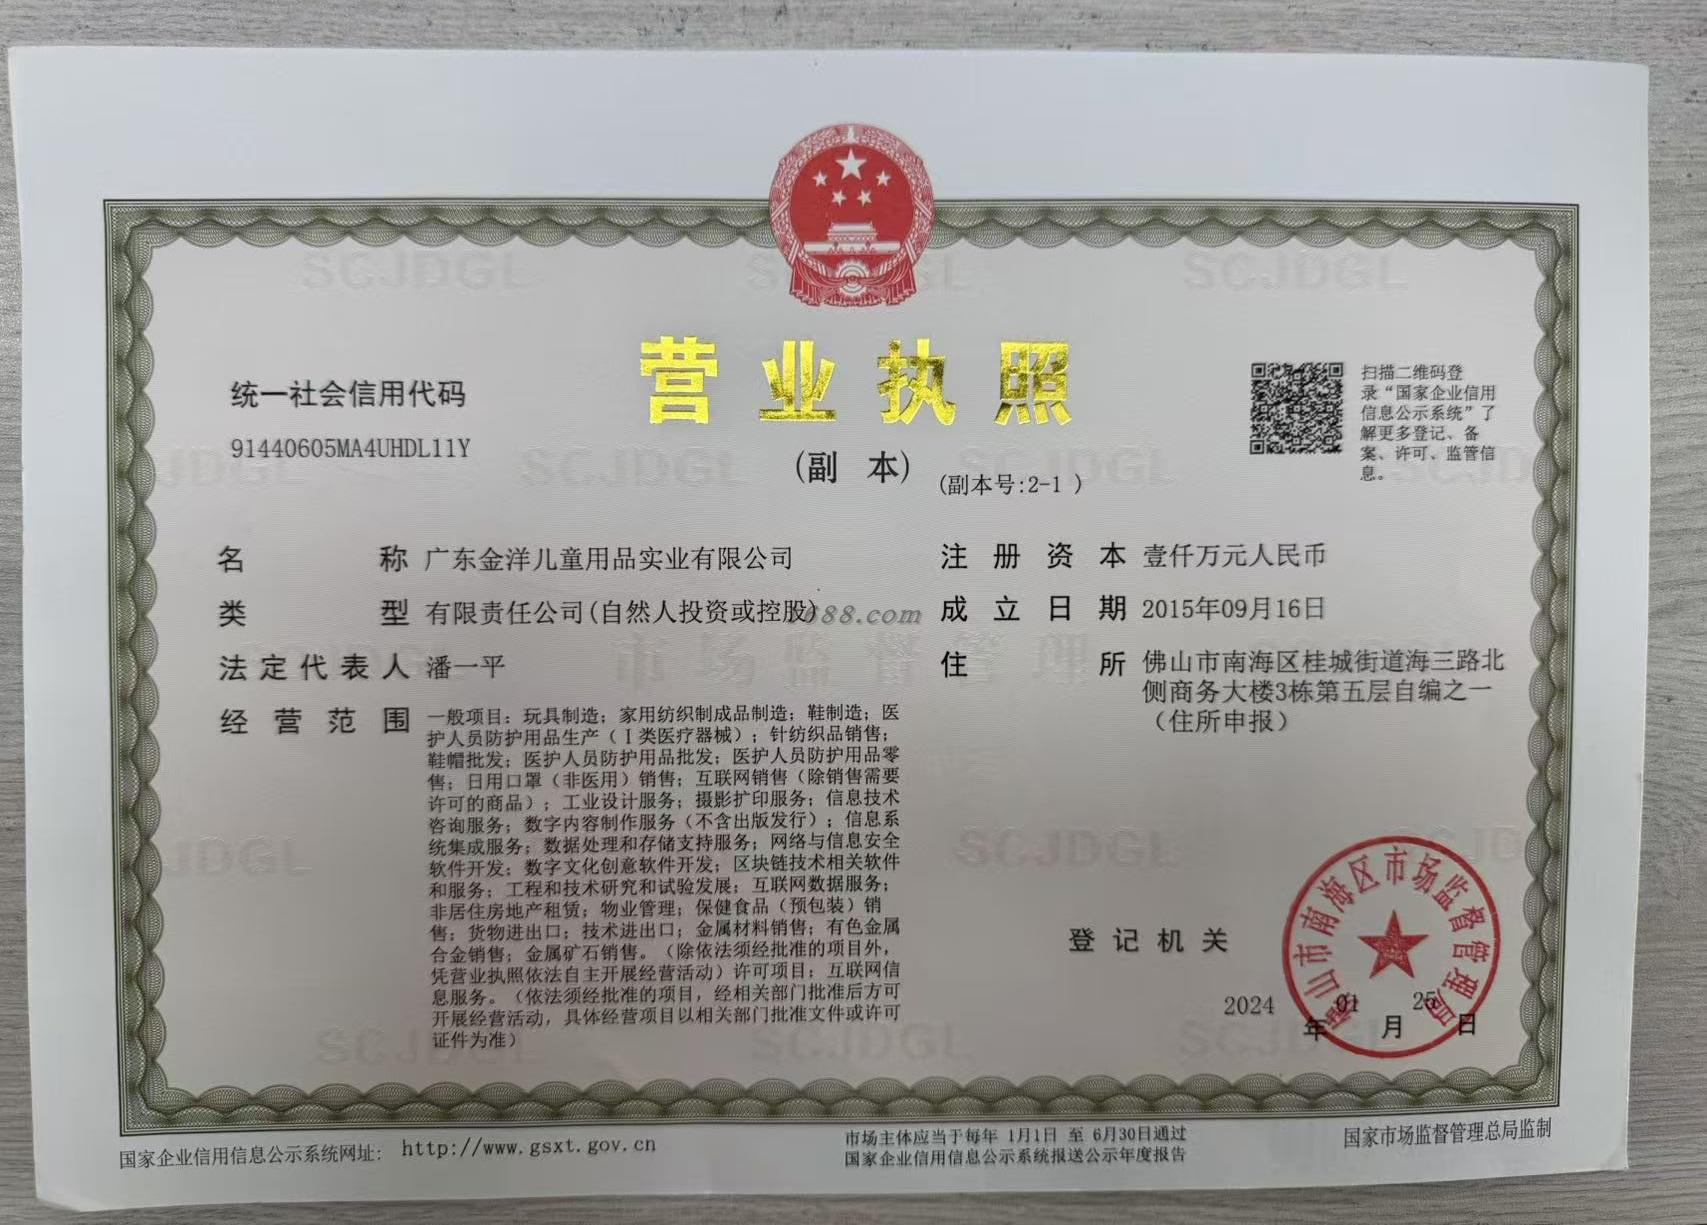 营业执照
(副 本)
(副本号:2-1 )
统一社会信用代码
91440605MA4UHDL11Y
扫描二维码登
录“国家企业信用
信息公示系统”了
解更多登记、备
案、许可、监管信
息。
名称 广东金洋儿童用品实业有限公司
类型 有限责任公司(自然人投资或控股)
法定代表人 潘一平
经营范围 一般项目：玩具制造；家用纺织制成品制造；鞋制造；医
护人员防护用品生产（Ⅰ类医疗器械）；针纺织品销售；
鞋帽批发；医护人员防护用品批发；医护人员防护用品零
售；日用口罩（非医用）销售；互联网销售（除销售需要
许可的商品）；工业设计服务；摄影扩印服务；信息技术
咨询服务；数字内容制作服务（不含出版发行）；信息系
统集成服务；数据处理和存储支持服务；网络与信息安全
软件开发；数字文化创意软件开发；区块链技术相关软件
和服务；工程和技术研究和试验发展；互联网数据服务；
非居住房地产租赁；物业管理；保健食品（预包装）销
售；货物进出口；技术进出口；金属材料销售；有色金属
合金销售；金属矿石销售。（除依法须经批准的项目外，
凭营业执照依法自主开展经营活动）许可项目：互联网信
息服务。（依法须经批准的项目，经相关部门批准后方可
开展经营活动，具体经营项目以相关部门批准文件或许可
证件为准）
注册资本 壹仟万元人民币
成立日期 2015年09月16日
住所 佛山市南海区桂城街道海三路北
侧商务大楼3栋第五层自编之一
（住所申报）
688.com
SCJDGL
市场监督管理
登记机关
佛山市南海区市场监督管理局
2024年01月25日
国家企业信用信息公示系统网址: http://www.gsxt.gov.cn
市场主体应当于每年 1月1日 至 6月30日通过
国家企业信用信息公示系统报送公示年度报告
国家市场监督管理总局监制